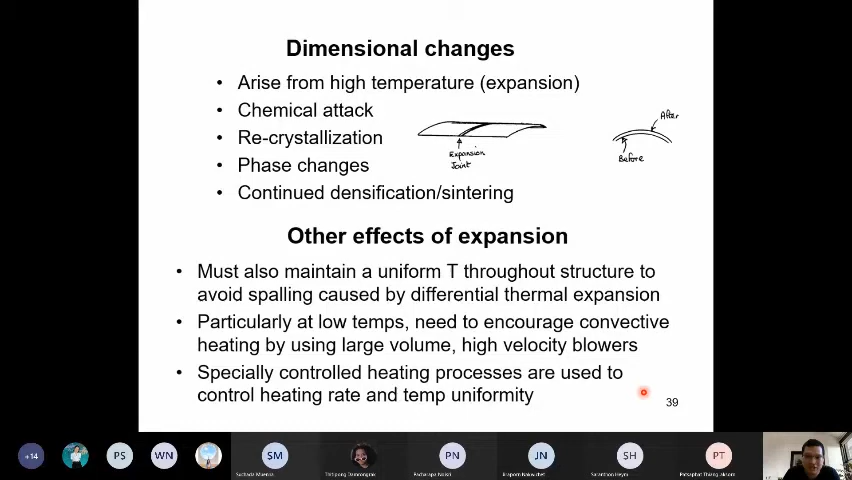 Dimensional changes
• Arise from high temperature (expansion)
• Chemical attack
• Re-crystallization
• Phase changes
• Continued densification/sintering
Expansion
Joint
After
Before
Other effects of expansion
• Must also maintain a uniform T throughout structure to
avoid spalling caused by differential thermal expansion
• Particularly at low temps, need to encourage convective
heating by using large volume, high velocity blowers
• Specially controlled heating processes are used to
control heating rate and temp uniformity
39
+14
PS
WN
SM
PN
JN
SH
PT
Suchada Muensa